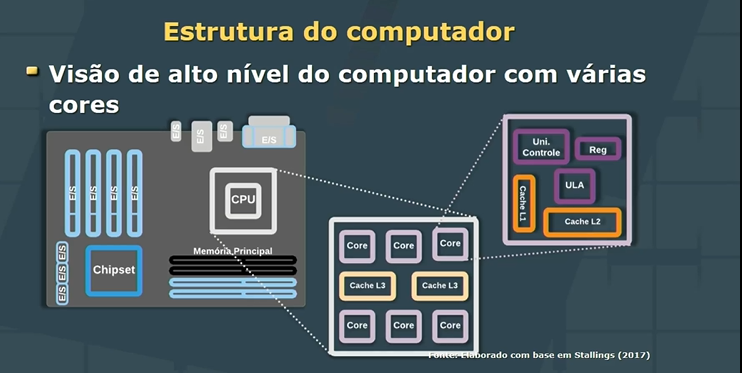 Estrutura do computador
Visão de alto nível do computador com várias
cores
E/S
E/S
E/S
E/S
E/S
E/S
E/S
E/S
CPU
E/S
E/S
E/S
Chipset
Memória Principal
Core
Core
Core
Cache L3
Cache L3
Core
Core
Core
Uni.
Controle
Reg
ULA
Cache L1
Cache L2
Fonte: Elaborado com base em Stallings (2017)